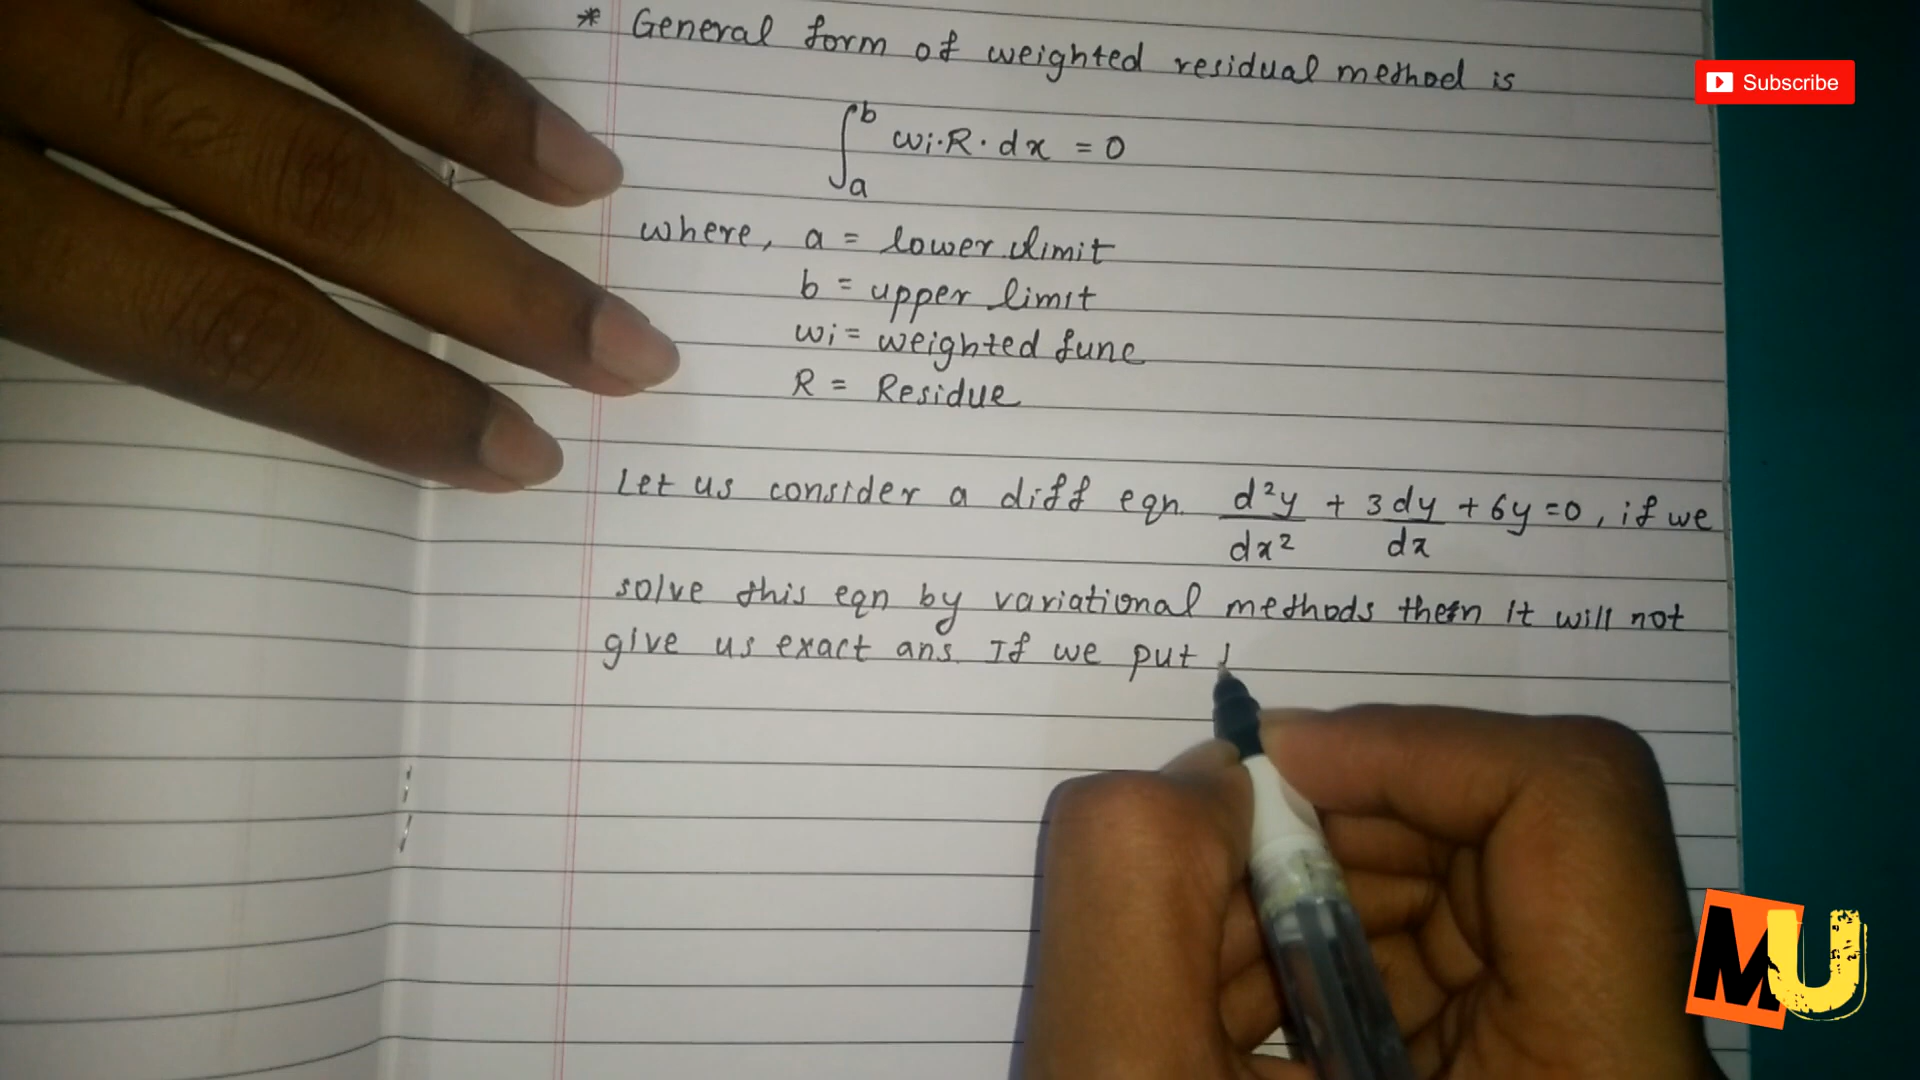 * General form of weighted residual method is
∫ₐᵇ wi·R·dx = 0
where, a = lower limit
b = upper limit
wi = weighted func
R = Residue
Let us consider a diff eqn. d²y/dx² + 3dy/dx + 6y=0, if we
solve this eqn by variational methods then it will not
give us exact ans. If we put
Subscribe
MU